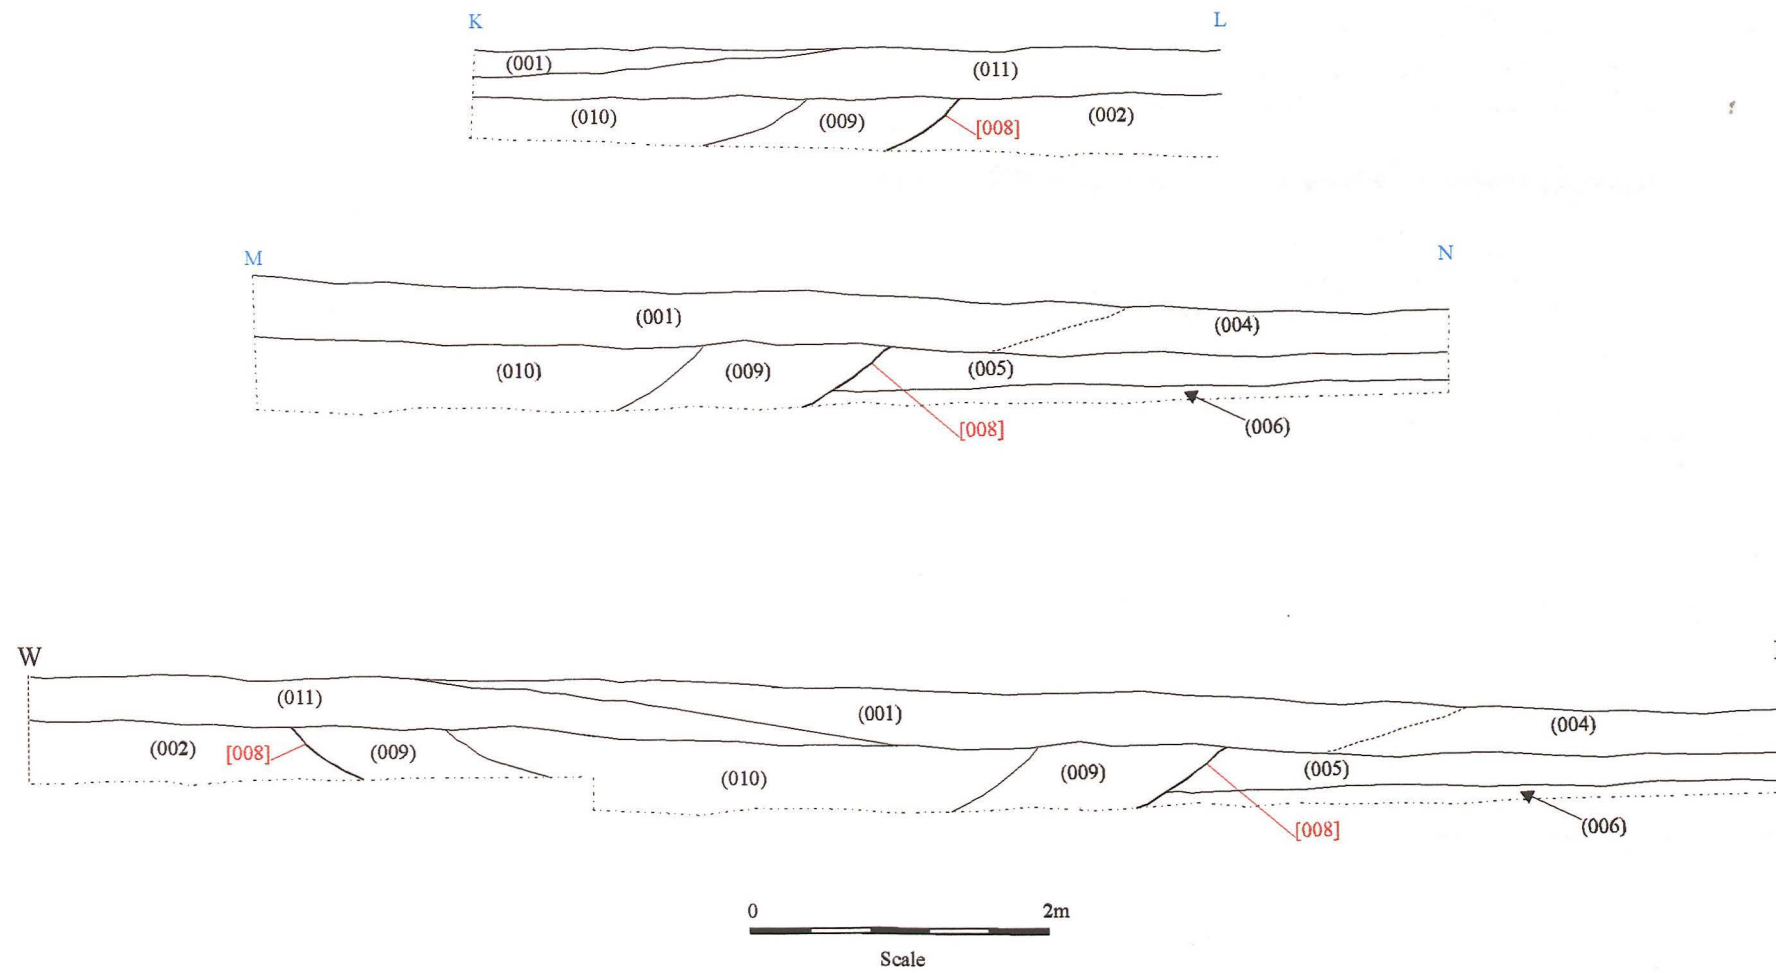 K L
(001) (011)
(010) (009) [008] (002)
M N
(001) (004)
(010) (009) (005)
[008] (006)
W
(011) (001) (004)
(002) [008] (009) (010) (009) (005)
[008] (006)
0 2m
Scale